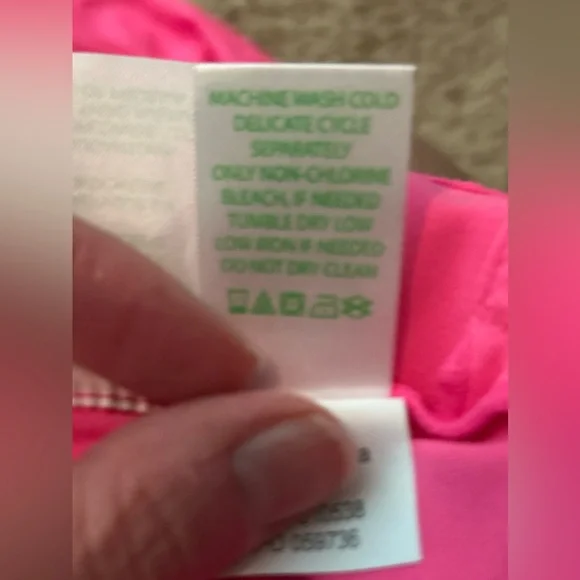 MACHINE WASH COLD
DELICATE CYCLE
SEPARATELY
ONLY NON-CHLORINE
BLEACH, IF NEEDED
TUMBLE DRY LOW
LOW IRON IF NEEDED
DO NOT DRY CLEAN
059736